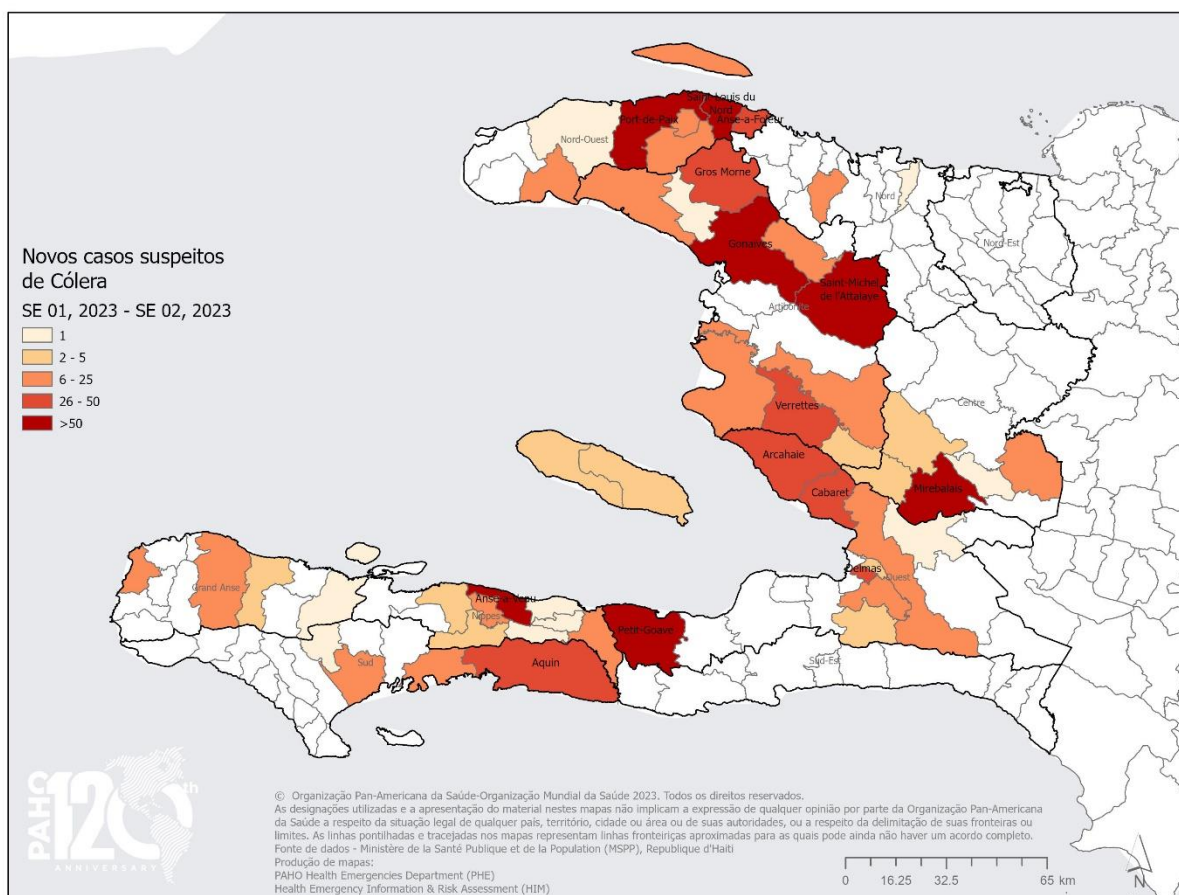 Saint-Louis du
Nord
Port-de-Paix
Anse-a-Foleur
Nord-Ouest
Gros Morne
Nord
Nord-Est
Gonaives
Saint-Michel
de l'Attalaye
Artibonite
Novos casos suspeitos
de Cólera
SE 01, 2023 - SE 02, 2023
1
2 - 5
6 - 25
26 - 50
>50
Verrettes
Centre
Arcahaie
Cabaret
Mirebalais
Delmas
Ouest
Grand Anse
Anse-a-Veau
Nippes
Petit-Goave
Sud
Aquin
Sud-Est
PAHO 120th
ANNIVERSARY
© Organização Pan-Americana da Saúde-Organização Mundial da Saúde 2023. Todos os direitos reservados.
As designações utilizadas e a apresentação do material nestes mapas não implicam a expressão de qualquer opinião por parte da Organização Pan-Americana
da Saúde a respeito da situação legal de qualquer país, território, cidade ou área ou de suas autoridades, ou a respeito da delimitação de suas fronteiras ou
limites. As linhas pontilhadas e tracejadas nos mapas representam linhas fronteiriças aproximadas para as quais pode ainda não haver um acordo completo.
Fonte de dados - Ministère de la Santé Publique et de la Population (MSPP), Republique d'Haiti
Produção de mapas:
PAHO Health Emergencies Department (PHE)
Health Emergency Information & Risk Assessment (HIM)
0 16.25 32.5 65 km
N